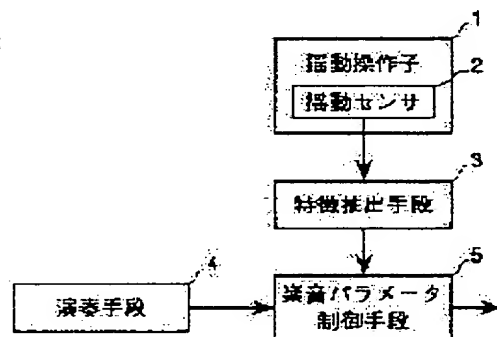 1
揺動操作子
2
揺動センサ
3
特徴抽出手段
4
演奏手段
5
楽音パラメータ
制御手段